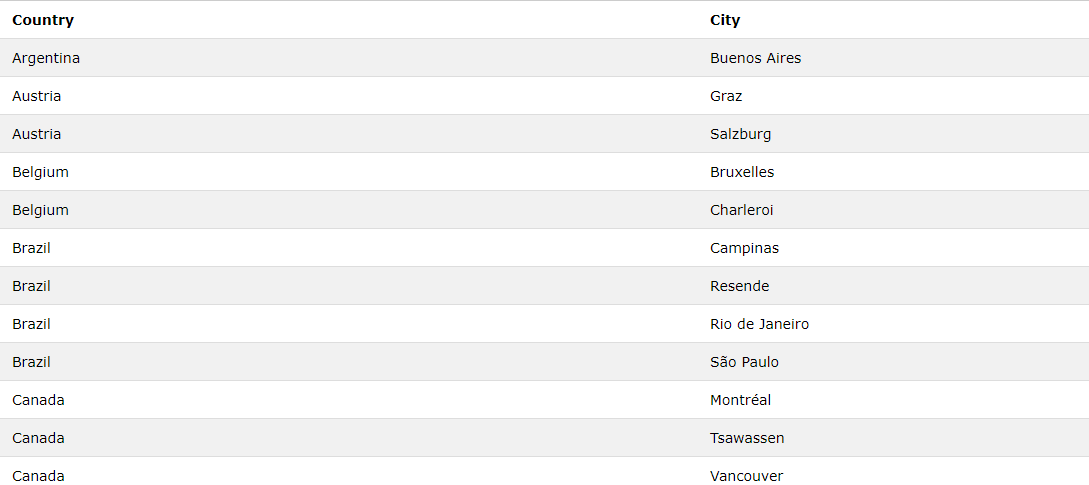 Country City
Argentina Buenos Aires
Austria Graz
Austria Salzburg
Belgium Bruxelles
Belgium Charleroi
Brazil Campinas
Brazil Resende
Brazil Rio de Janeiro
Brazil São Paulo
Canada Montréal
Canada Tsawassen
Canada Vancouver